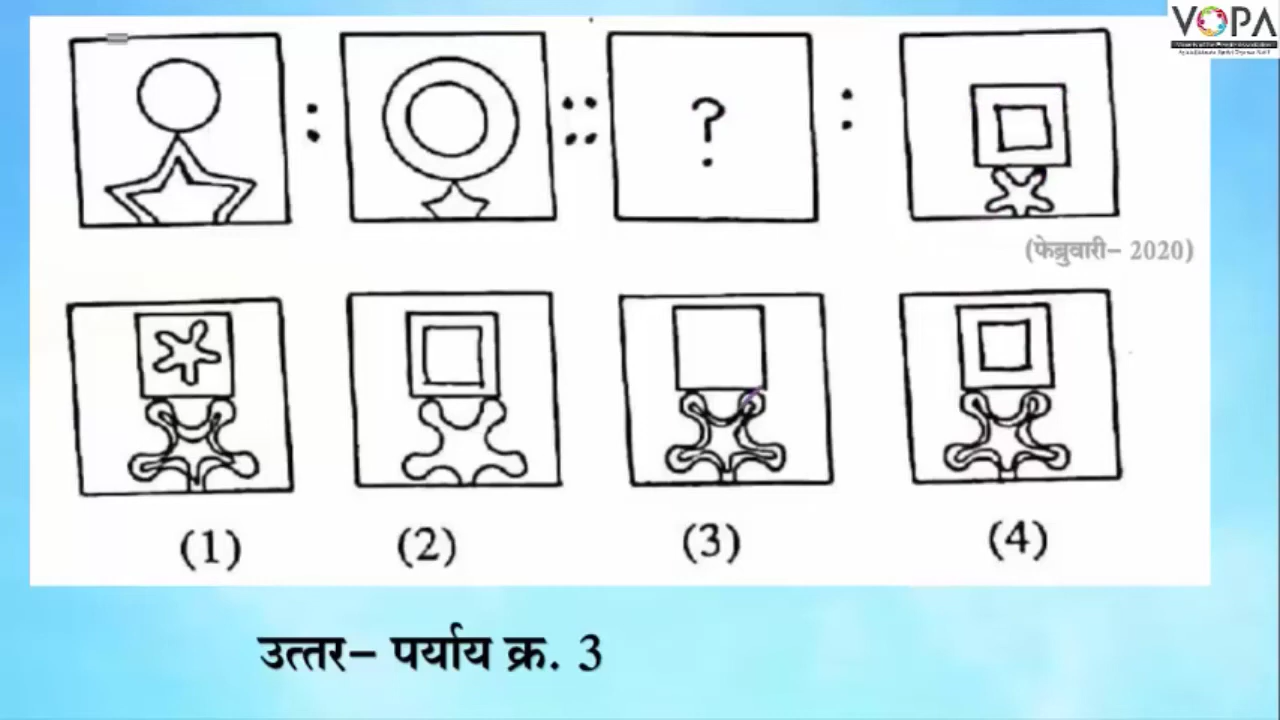 VOPA
: :: ? :
(फेब्रुवारी– 2020)
(1) (2) (3) (4)
उत्तर– पर्याय क्र. 3